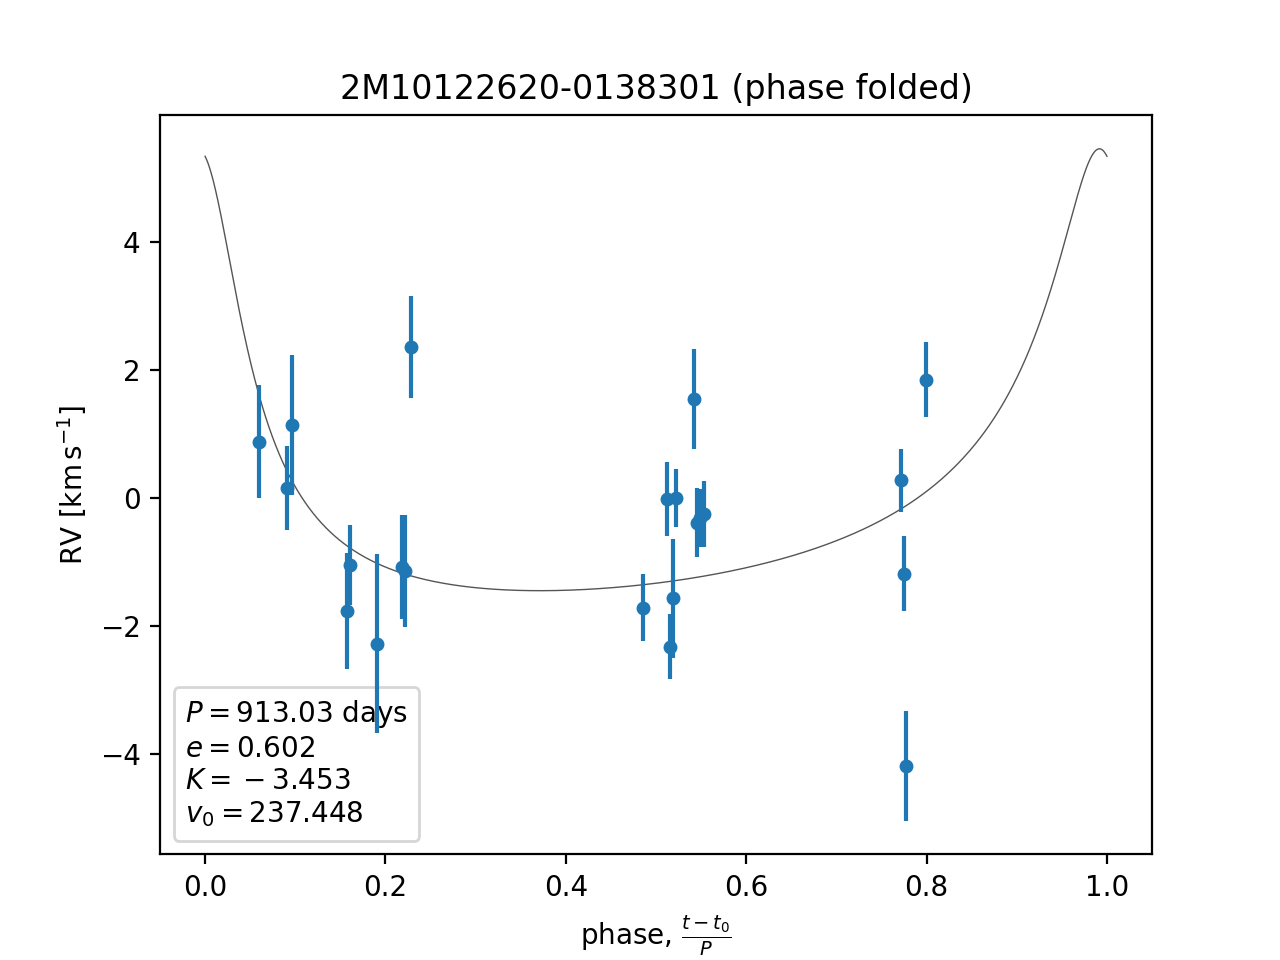 2M10122620-0138301 (phase folded)
RV [km s⁻¹]
4
2
0
−2
−4
P = 913.03 days
e = 0.602
K = −3.453
v₀ = 237.448
0.0 0.2 0.4 0.6 0.8 1.0
phase, (t − t₀)/P